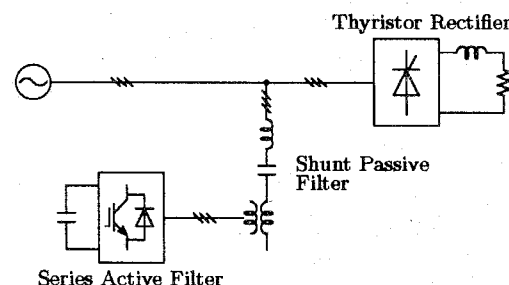 Thyristor Rectifier
Shunt Passive
Filter
Series Active Filter